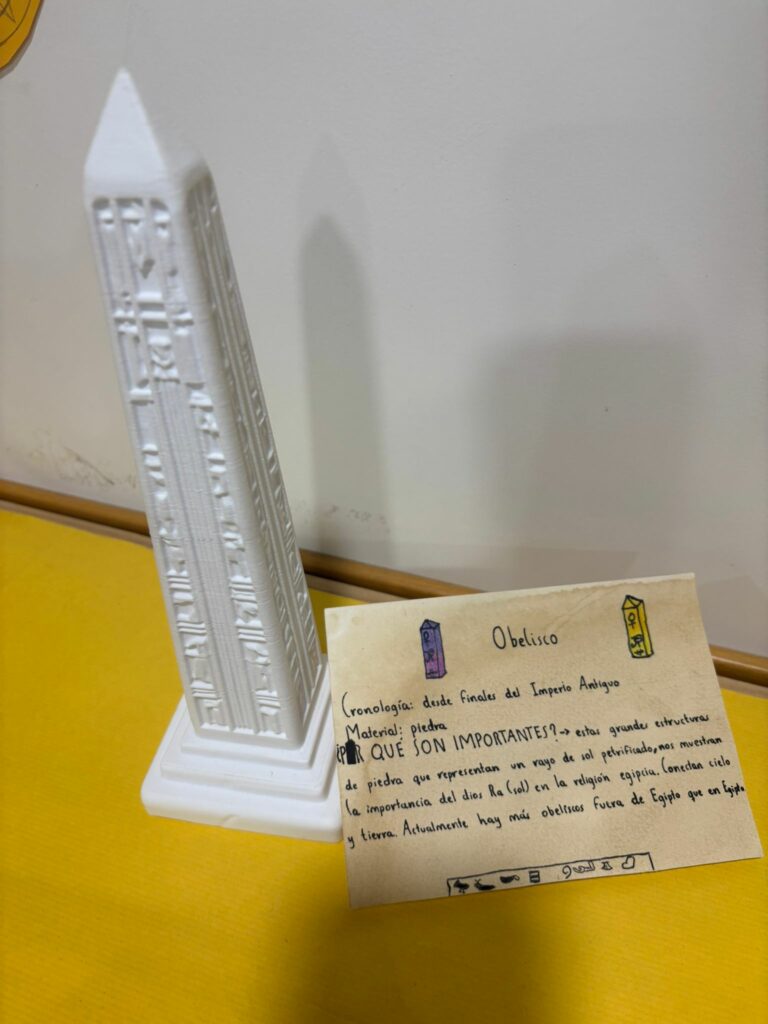 Obelisco
Cronología: desde finales del Imperio Antiguo
Material: piedra
¿POR QUÉ SON IMPORTANTES? → estas grandes estructuras
de piedra que representan un rayo de sol petrificado, nos muestran
la importancia del dios Ra (sol) en la religión egipcia. Conectan cielo
y tierra. Actualmente hay más obeliscos fuera de Egipto que en Egipto